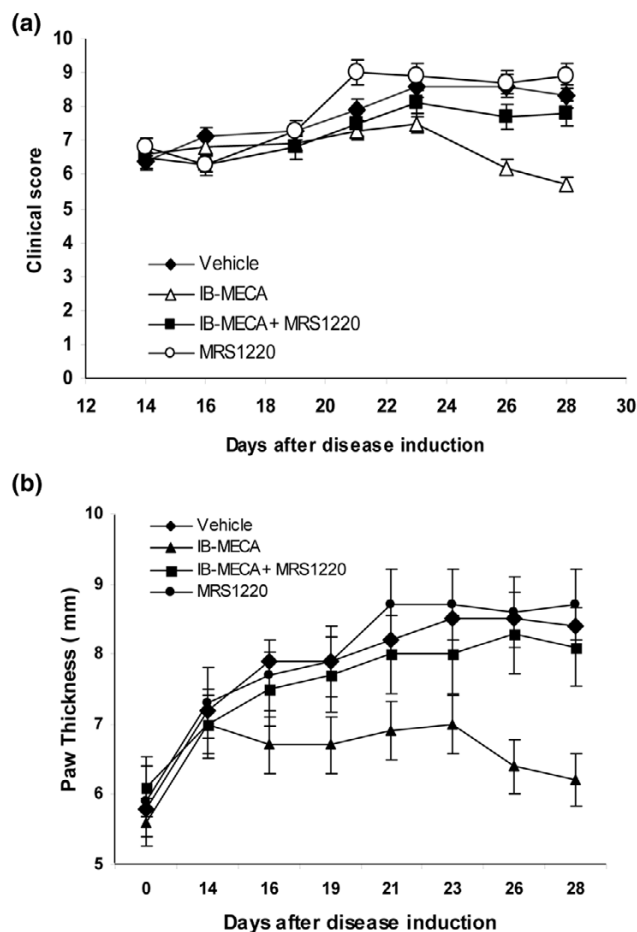 (a)
10
9
8
7
6
5
4
3
2
1
0
Clinical score
Vehicle
IB-MECA
IB-MECA + MRS1220
MRS1220
12 14 16 18 20 22 24 26 28 30
Days after disease induction
(b)
10
9
8
7
6
5
Paw Thickness ( mm)
Vehicle
IB-MECA
IB-MECA + MRS1220
MRS1220
0 14 16 19 21 23 26 28
Days after disease induction